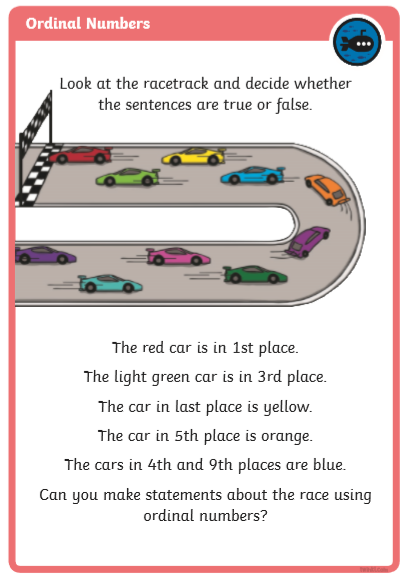 Ordinal Numbers
Look at the racetrack and decide whether
the sentences are true or false.
The red car is in 1st place.
The light green car is in 3rd place.
The car in last place is yellow.
The car in 5th place is orange.
The cars in 4th and 9th places are blue.
Can you make statements about the race using
ordinal numbers?